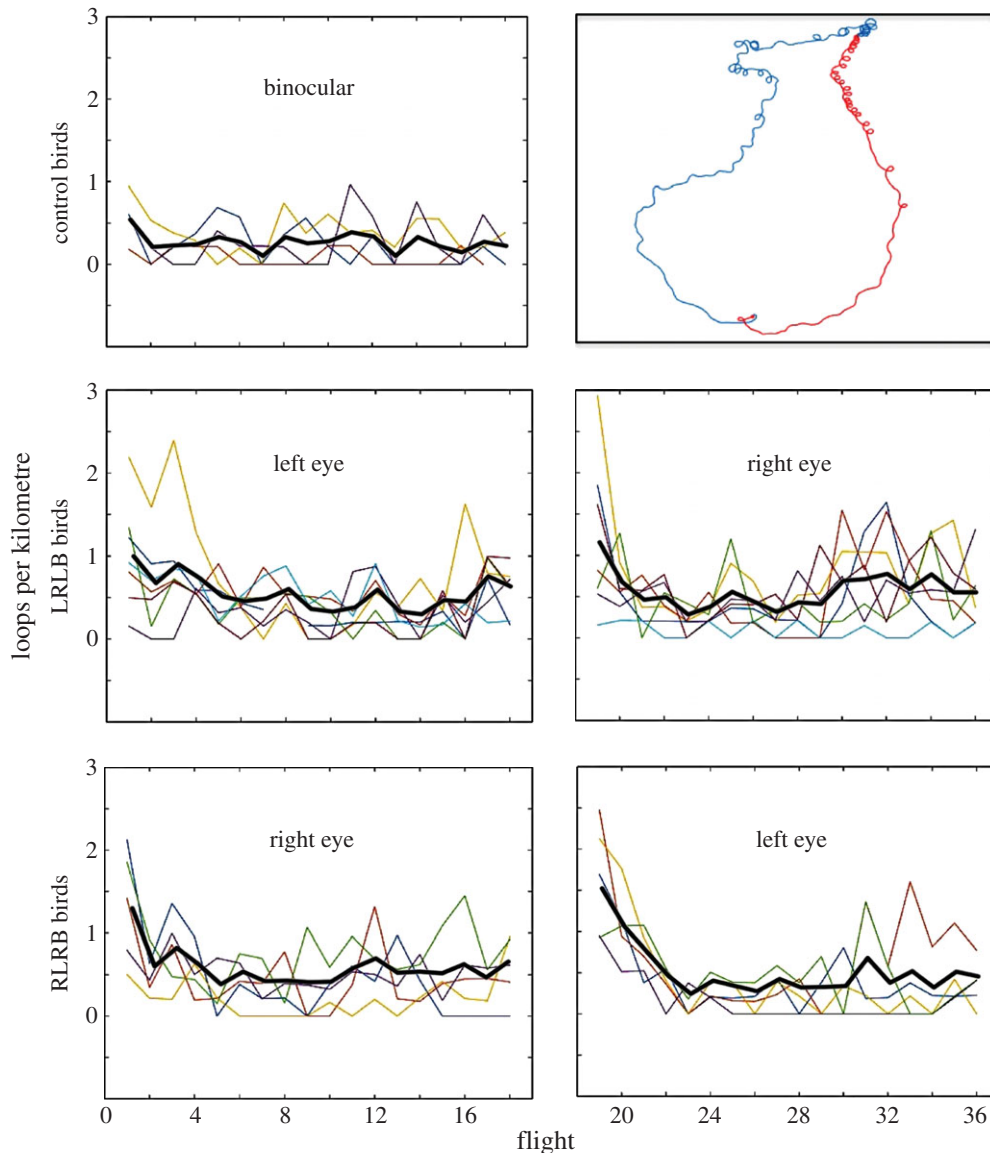 loops per kilometre
control birds
3
2
1
0
binocular
LRLB birds
3
2
1
0
left eye
right eye
RLRB birds
3
2
1
0
right eye
left eye
0 4 8 12 16
20 24 28 32 36
flight